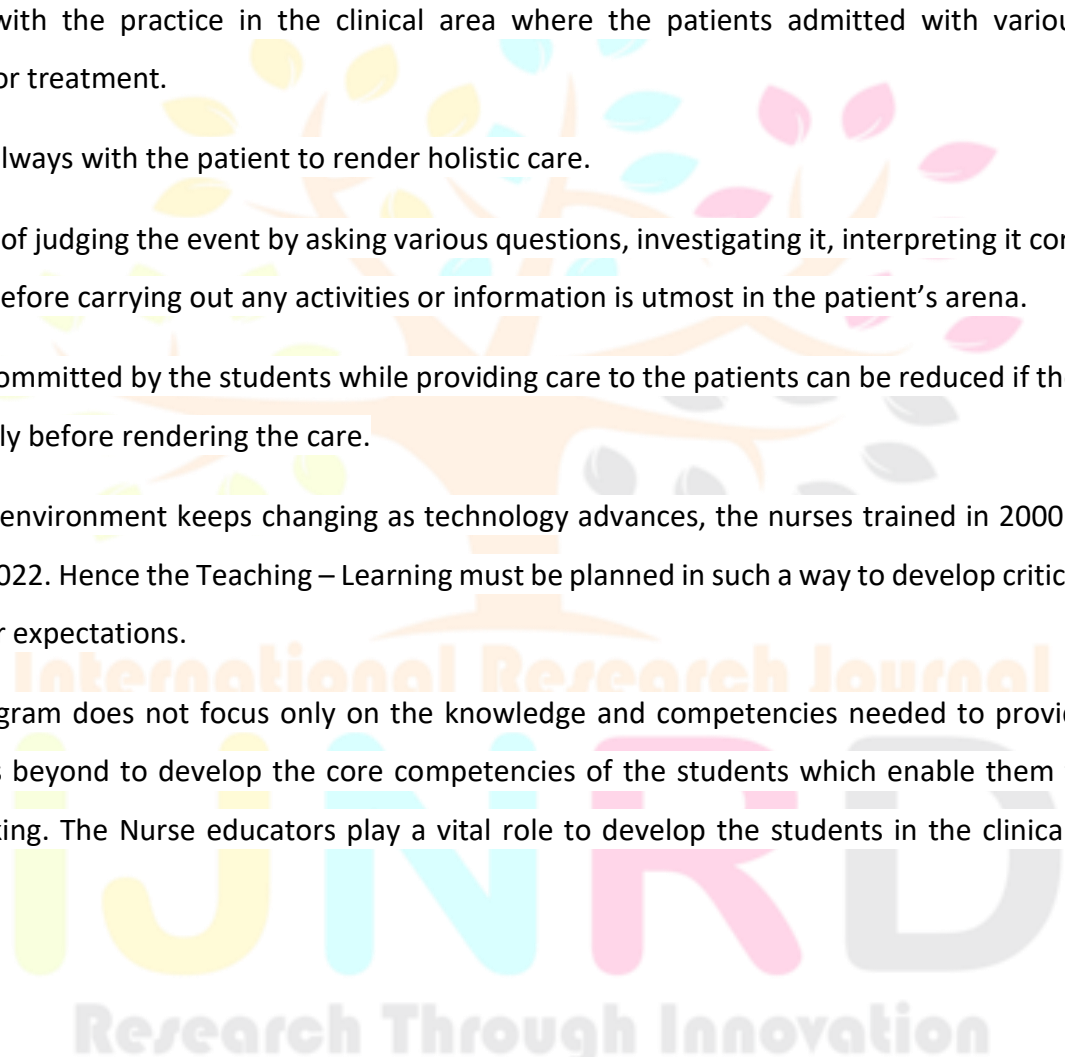 with the practice in the clinical area where the patients admitted with variou
or treatment.
lways with the patient to render holistic care.
of judging the event by asking various questions, investigating it, interpreting it cor
efore carrying out any activities or information is utmost in the patient’s arena.
ommitted by the students while providing care to the patients can be reduced if the
ly before rendering the care.
environment keeps changing as technology advances, the nurses trained in 2000
022. Hence the Teaching – Learning must be planned in such a way to develop critic
r expectations.
International Research Journal
gram does not focus only on the knowledge and competencies needed to provid
s beyond to develop the core competencies of the students which enable them
king. The Nurse educators play a vital role to develop the students in the clinica
IJNRD
Research Through Innovation